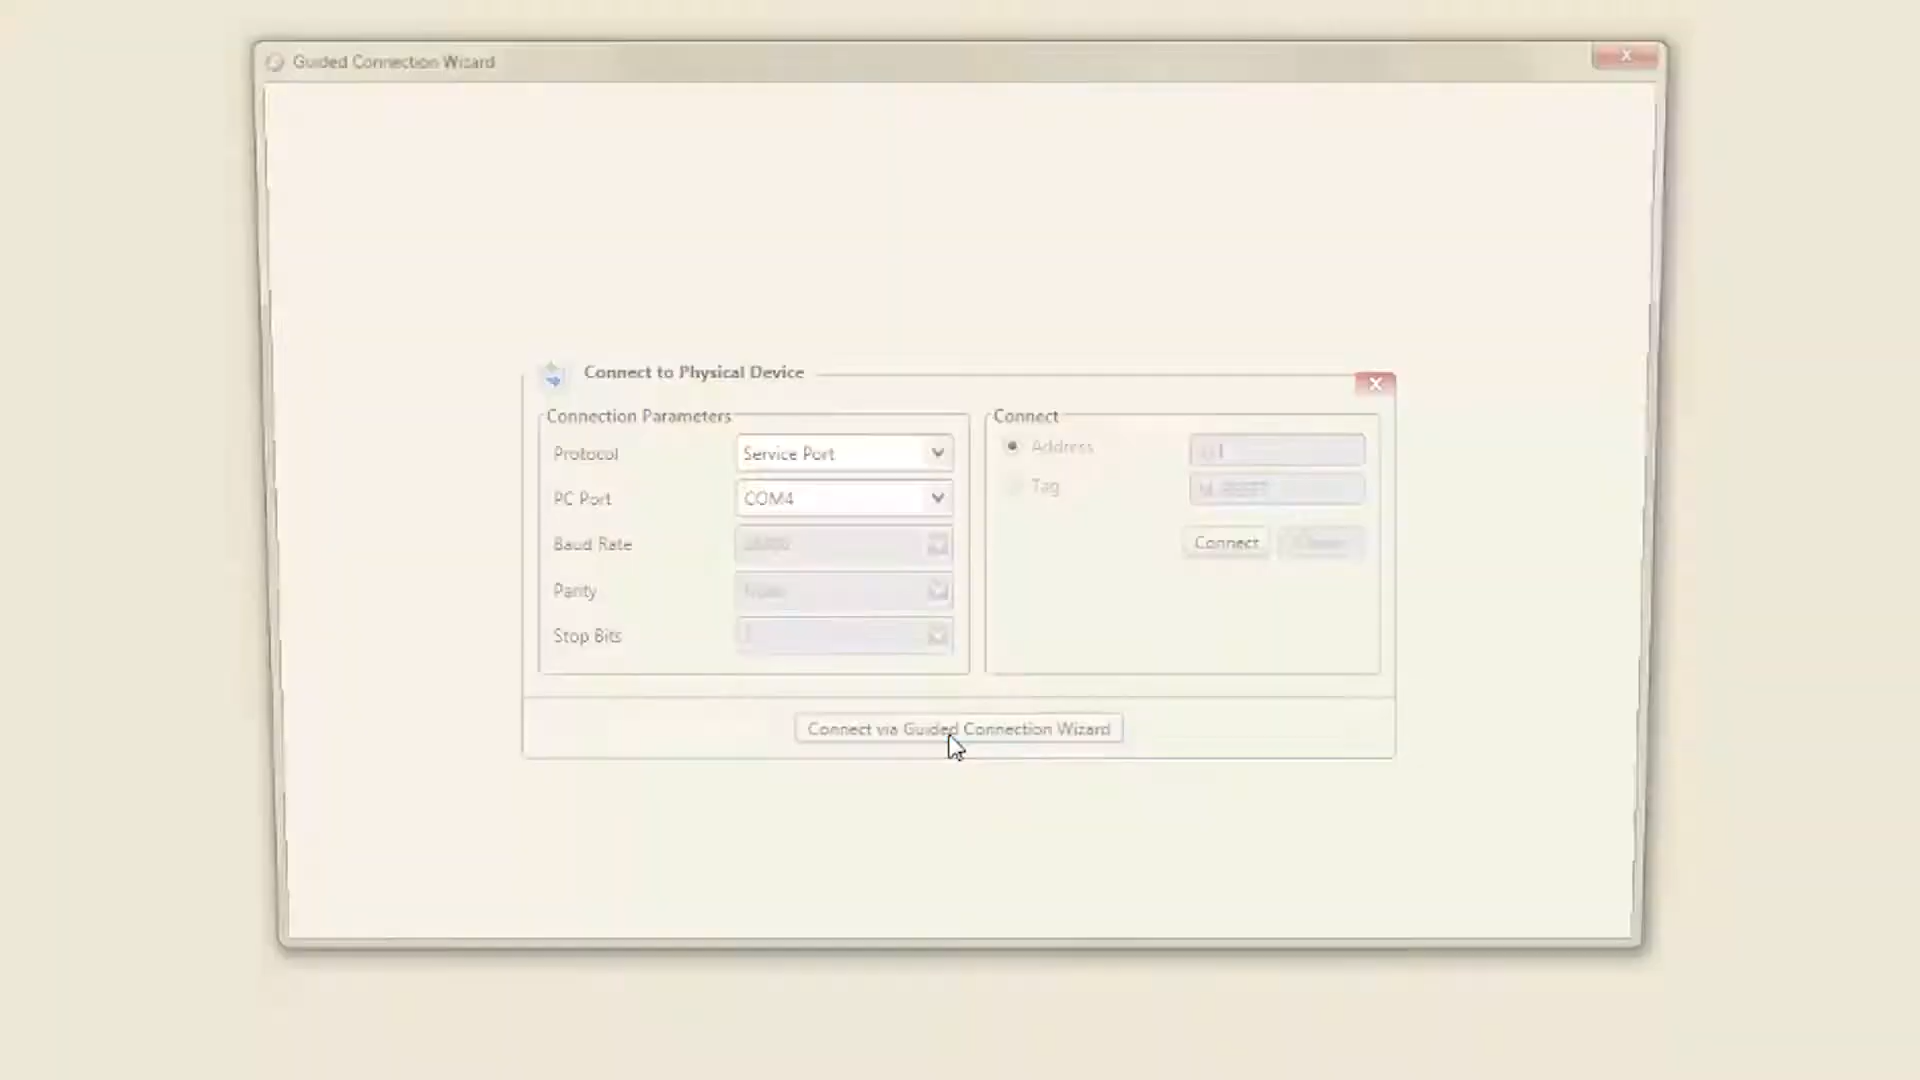 Guided Connection Wizard
Connect to Physical Device
Connection Parameters
Protocol Service Port
PC Port COM4
Baud Rate
Parity
Stop Bits
Connect
Address
Tag
Connect
Connect via Guided Connection Wizard